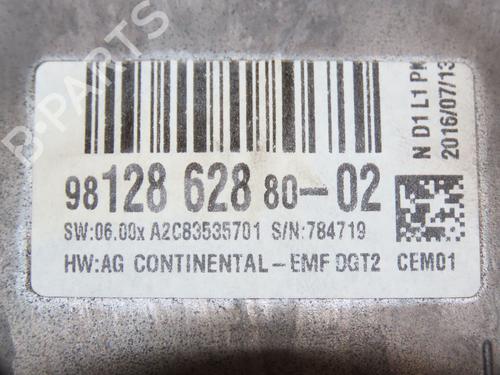 98 128 628 80-02
SW:06.00x A2C83535701 S/N:784719
HW:AG CONTINENTAL-EMF DGT2 CEM01
N D1 L1 PK
2016/07/13
B-PARTS